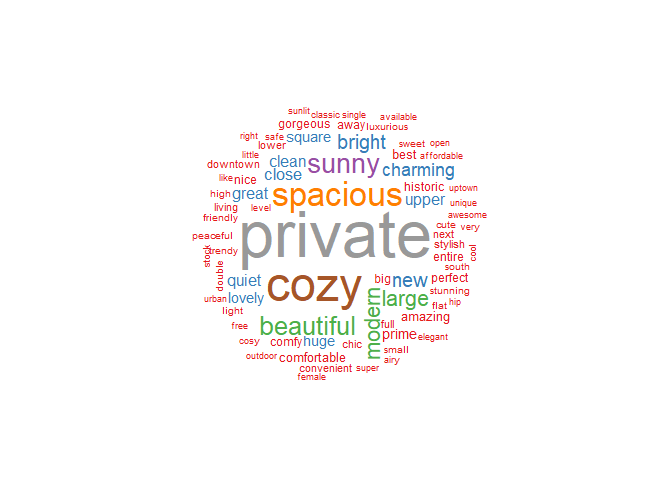 sunlit classic single available
gorgeous away luxurious
right safe square bright sweet open
lower
little clean sunny best affordable
downtown close charming
like nice historic uptown
high great spacious upper unique
living level awesome
friendly private cute very
peaceful next
stock trendy stylish cool
double entire
south
quiet cozy big new perfect
urban lovely large stunning
light modern flat hip
free beautiful full amazing
cosy comfy huge chic prime elegant
outdoor comfortable small
convenient super airy
female